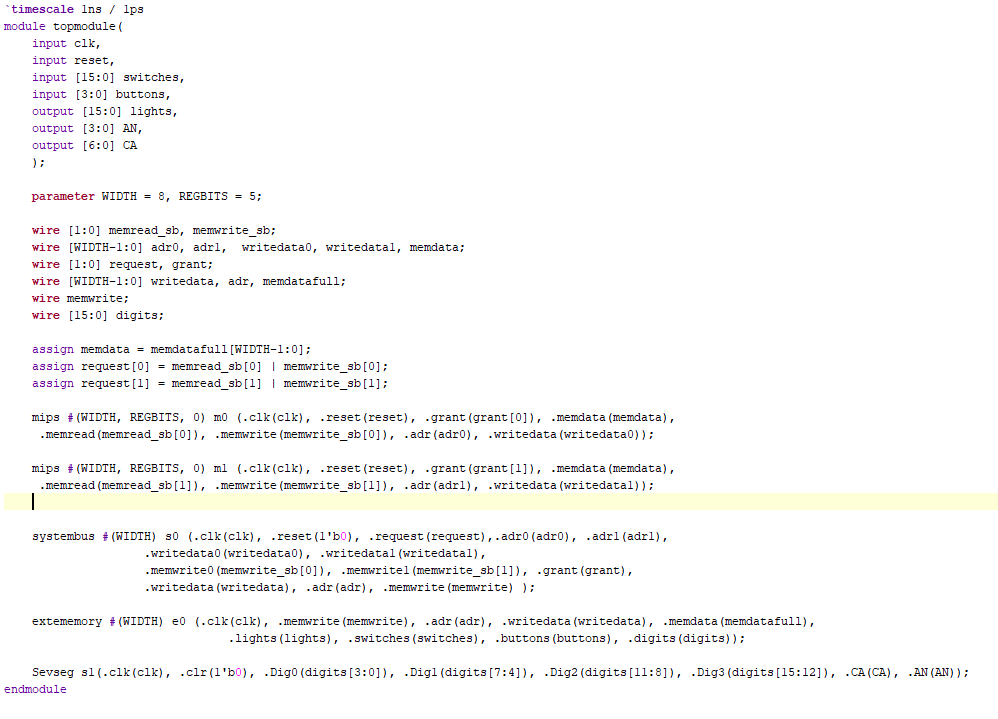 `timescale 1ns / 1ps
module topmodule(
    input clk,
    input reset,
    input [15:0] switches,
    input [3:0] buttons,
    output [15:0] lights,
    output [3:0] AN,
    output [6:0] CA
    );
    parameter WIDTH = 8, REGBITS = 5;
    wire [1:0] memread_sb, memwrite_sb;
    wire [WIDTH-1:0] adr0, adr1,  writedata0, writedata1, memdata;
    wire [1:0] request, grant;
    wire [WIDTH-1:0] writedata, adr, memdatafull;
    wire memwrite;
    wire [15:0] digits;
    assign memdata = memdatafull[WIDTH-1:0];
    assign request[0] = memread_sb[0] | memwrite_sb[0];
    assign request[1] = memread_sb[1] | memwrite_sb[1];
    mips #(WIDTH, REGBITS, 0) m0 (.clk(clk), .reset(reset), .grant(grant[0]), .memdata(memdata),
     .memread(memread_sb[0]), .memwrite(memwrite_sb[0]), .adr(adr0), .writedata(writedata0));
    mips #(WIDTH, REGBITS, 0) m1 (.clk(clk), .reset(reset), .grant(grant[1]), .memdata(memdata),
     .memread(memread_sb[1]), .memwrite(memwrite_sb[1]), .adr(adr1), .writedata(writedata1));
    systembus #(WIDTH) s0 (.clk(clk), .reset(1'b0), .request(request),.adr0(adr0), .adr1(adr1),
                    .writedata0(writedata0), .writedata1(writedata1),
                    .memwrite0(memwrite_sb[0]), .memwrite1(memwrite_sb[1]), .grant(grant),
                    .writedata(writedata), .adr(adr), .memwrite(memwrite) );
    extememory #(WIDTH) e0 (.clk(clk), .memwrite(memwrite), .adr(adr), .writedata(writedata), .memdata(memdatafull),
                                .lights(lights), .switches(switches), .buttons(buttons), .digits(digits));
    Sevseg s1(.clk(clk), .clr(1'b0), .Dig0(digits[3:0]), .Dig1(digits[7:4]), .Dig2(digits[11:8]), .Dig3(digits[15:12]), .CA(CA), .AN(AN));
endmodule